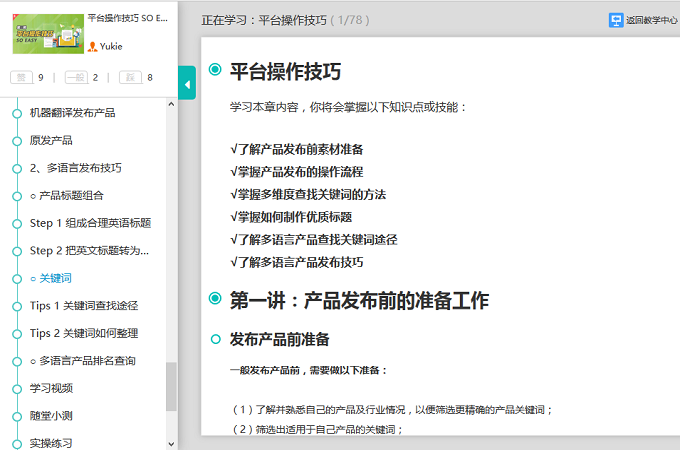 平台操作技巧 SO E...
平台操作技巧
SO EASY
Yukie
赞 9 | 一般 2 | 踩 8
机器翻译发布产品
原发产品
2、多语言发布技巧
○ 产品标题组合
Step 1 组成合理英语标题
Step 2 把英文标题转为...
○ 关键词
Tips 1 关键词查找途径
Tips 2 关键词如何整理
○ 多语言产品排名查询
学习视频
随堂小测
实操练习
正在学习：平台操作技巧 ( 1/78 )
返回教学中心
平台操作技巧
学习本章内容，你将会掌握以下知识点或技能：
√了解产品发布前素材准备
√掌握产品发布的操作流程
√掌握多维度查找关键词的方法
√掌握如何制作优质标题
√了解多语言产品查找关键词途径
√了解多语言产品发布技巧
第一讲：产品发布前的准备工作
发布产品前准备
一般发布产品前，需要做以下准备：
（1）了解并熟悉自己的产品及行业情况，以便筛选更精确的产品关键词；
（2）筛选出适用于自己产品的关键词；